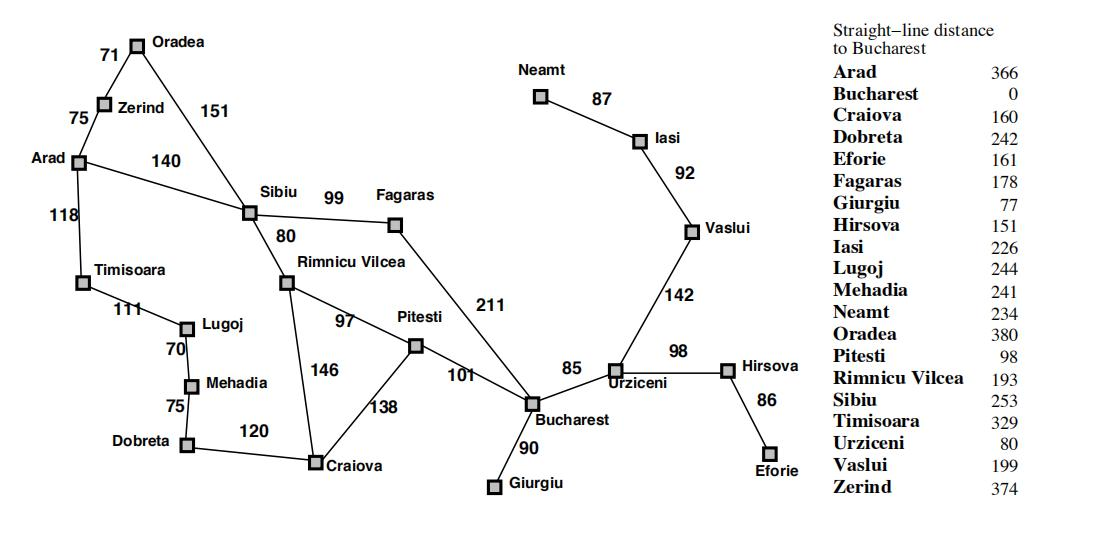 Oradea
71
Neamt
Zerind
87
75
151
Iasi
Arad
140
92
Sibiu
99
Fagaras
118
80
Vaslui
Timisoara
Rimnicu Vilcea
142
111
Lugoj
97
Pitesti
211
70
98
Hirsova
146
101
85
Urziceni
Mehadia
75
138
86
Bucharest
120
Dobreta
90
Craiova
Eforie
Giurgiu
Straight–line distance
to Bucharest
Arad 366
Bucharest 0
Craiova 160
Dobreta 242
Eforie 161
Fagaras 178
Giurgiu 77
Hirsova 151
Iasi 226
Lugoj 244
Mehadia 241
Neamt 234
Oradea 380
Pitesti 98
Rimnicu Vilcea 193
Sibiu 253
Timisoara 329
Urziceni 80
Vaslui 199
Zerind 374